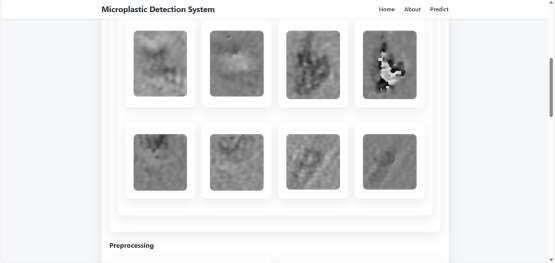 Microplastic Detection System
Home About Predict
Preprocessing